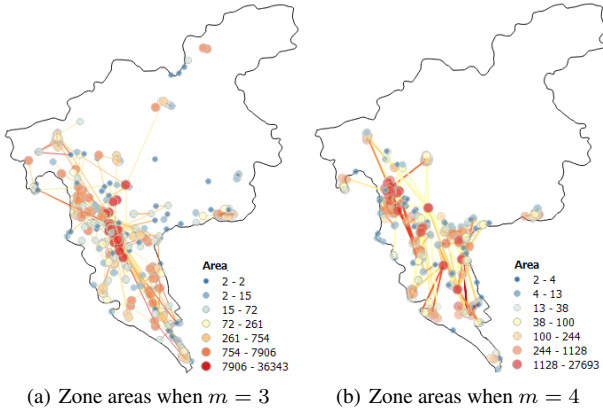 Area
2 - 2
2 - 15
15 - 72
72 - 261
261 - 754
754 - 7906
7906 - 36343
(a) Zone areas when m = 3
Area
2 - 4
4 - 13
13 - 38
38 - 100
100 - 244
244 - 1128
1128 - 27693
(b) Zone areas when m = 4